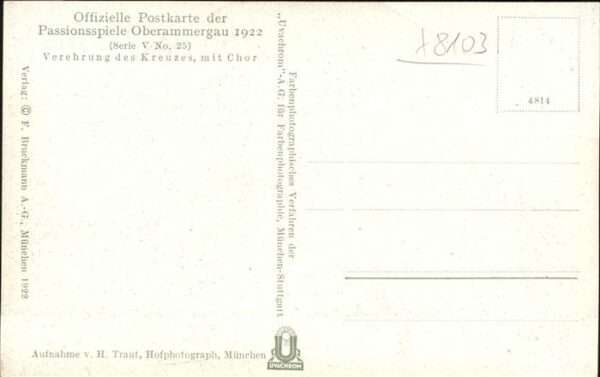 Offizielle Postkarte der
Passionsspiele Oberammergau 1922
(Serie V No. 25)
Verehrung des Kreuzes, mit Chor
Verlag: © F. Bruckmann A.-G., München 1922
Aufnahme v. H. Traut, Hofphotograph, München
Farbenphotographisches Verfahren der
"Uvachrom"-A.G. für Farbenphotographie, München-Stuttgart
UVACHROM
8103
4814